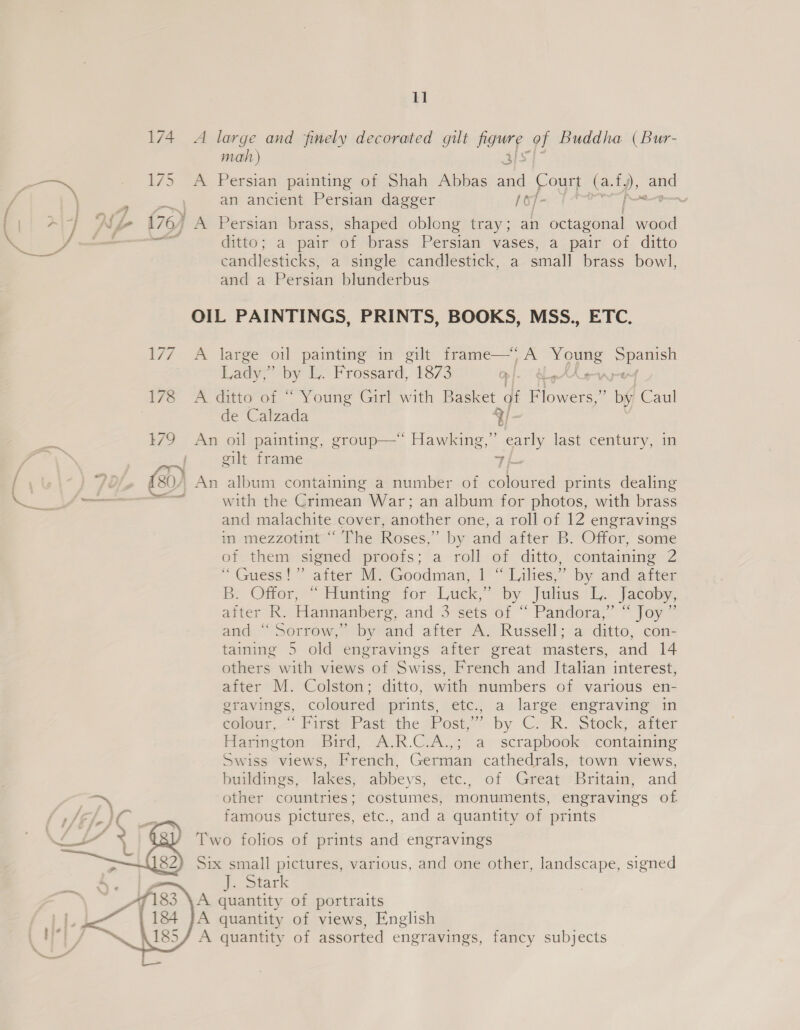 11
174 A large and finely decorated gilt figure of Buddha (Bur-
mah) 3/5/-
175 A Persian painting of Shah Abbas and Court (a.f.), and
an ancient Persian dagger 10/-
176 A Persian brass, shaped oblong tray; an octagonal wood
ditto; a pair of brass Persian vases, a pair of ditto
candlesticks, a single candlestick, a small brass bowl,
and a Persian blunderbus
OIL PAINTINGS, PRINTS, BOOKS, MSS., ETC.
177 A large oil painting in gilt frame—“ A Young Spanish
Lady,” by L. Frossard, 1873
178 A ditto of “ Young Girl with Basket of Flowers,” by Caul
de Calzada
179 An oil painting, group—“ Hawking,” early last century, in
gilt frame
180 An album containing a number of coloured prints dealing
with the Crimean War; an album for photos, with brass
and malachite cover, another one, a roll of 12 engravings
in mezzotint “ The Roses,” by and after B. Offor, some
of them signed proofs; a roll of ditto, containing 2
“ Guess ! ” after M. Goodman, 1 “ Lilies,” by and after
B. Offor, “ Hunting for Luck,” by Julius L. Jacoby,
after R. Hannanberg, and 3 sets of “ Pandora,” “ Joy ”
and “ Sorrow,” by and after A. Russell; a ditto, con-
taining 5 old engravings after great masters, and 14
others with views of Swiss, French and Italian interest,
after M. Colston; ditto, with numbers of various en-
gravings, coloured prints, etc., a large engraving in
colour, “ First Past the Post,” by C. R. Stock, after
Harington Bird, A.R.C.A.,; a scrapbook containing
Swiss views, French, German cathedrals, town views,
buildings, lakes, abbeys, etc., of Great Britain, and
other countries; costumes, monuments, engravings of
famous pictures, etc., and a quantity of prints
181 Two folios of prints and engravings
182 Six small pictures, various, and one other, landscape, signed
J. Stark
183 A quantity of portraits
184 A quantity of views, English
185 A quantity of assorted engravings, fancy subjects